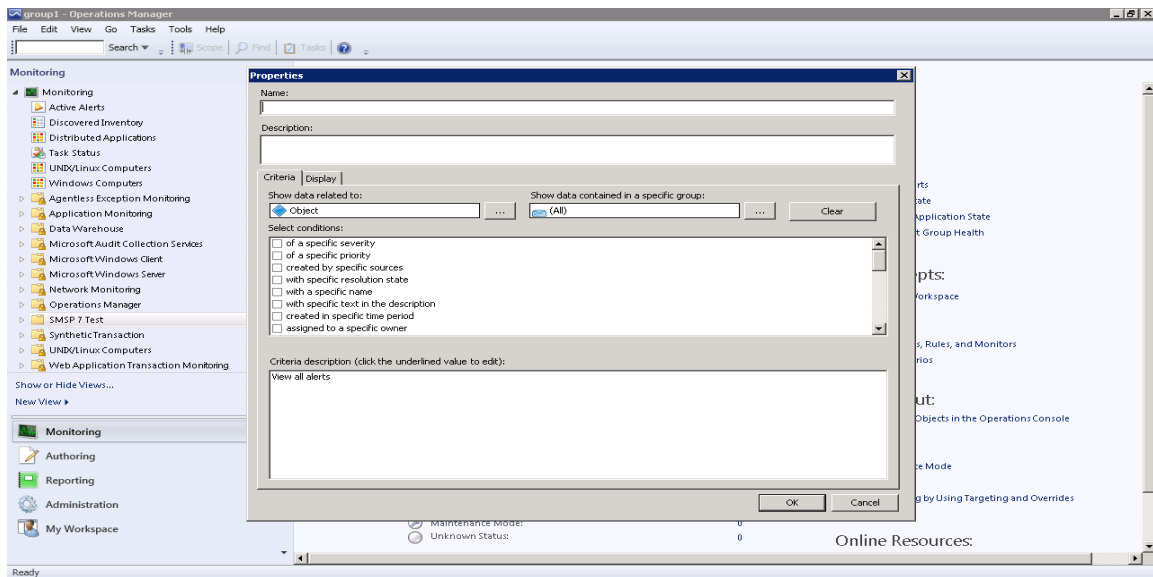 group1 - Operations Manager
File Edit View Go Tasks Tools Help
Search Scope Find Tasks
Monitoring
Monitoring
Active Alerts
Discovered Inventory
Distributed Applications
Task Status
UNIX/Linux Computers
Windows Computers
Agentless Exception Monitoring
Application Monitoring
Data Warehouse
Microsoft Audit Collection Services
Microsoft Windows Client
Microsoft Windows Server
Network Monitoring
Operations Manager
SMSP 7 Test
Synthetic Transaction
UNIX/Linux Computers
Web Application Transaction Monitoring
Show or Hide Views...
New View
Monitoring
Authoring
Reporting
Administration
My Workspace
Ready
Properties
Name:
Description:
Criteria Display
Show data related to: Show data contained in a specific group:
Object ... (All) ... Clear
Select conditions:
of a specific severity
of a specific priority
created by specific sources
with specific resolution state
with a specific name
with specific text in the description
created in specific time period
assigned to a specific owner
Criteria description (click the underlined value to edit):
View all alerts
OK Cancel
rts
tate
Application State
t Group Health
pts:
Workspace
s, Rules, and Monitors
rios
ut:
Objects in the Operations Console
ce Mode
g by Using Targeting and Overrides
Maintenance Mode: 0
Unknown Status: 0
Online Resources: